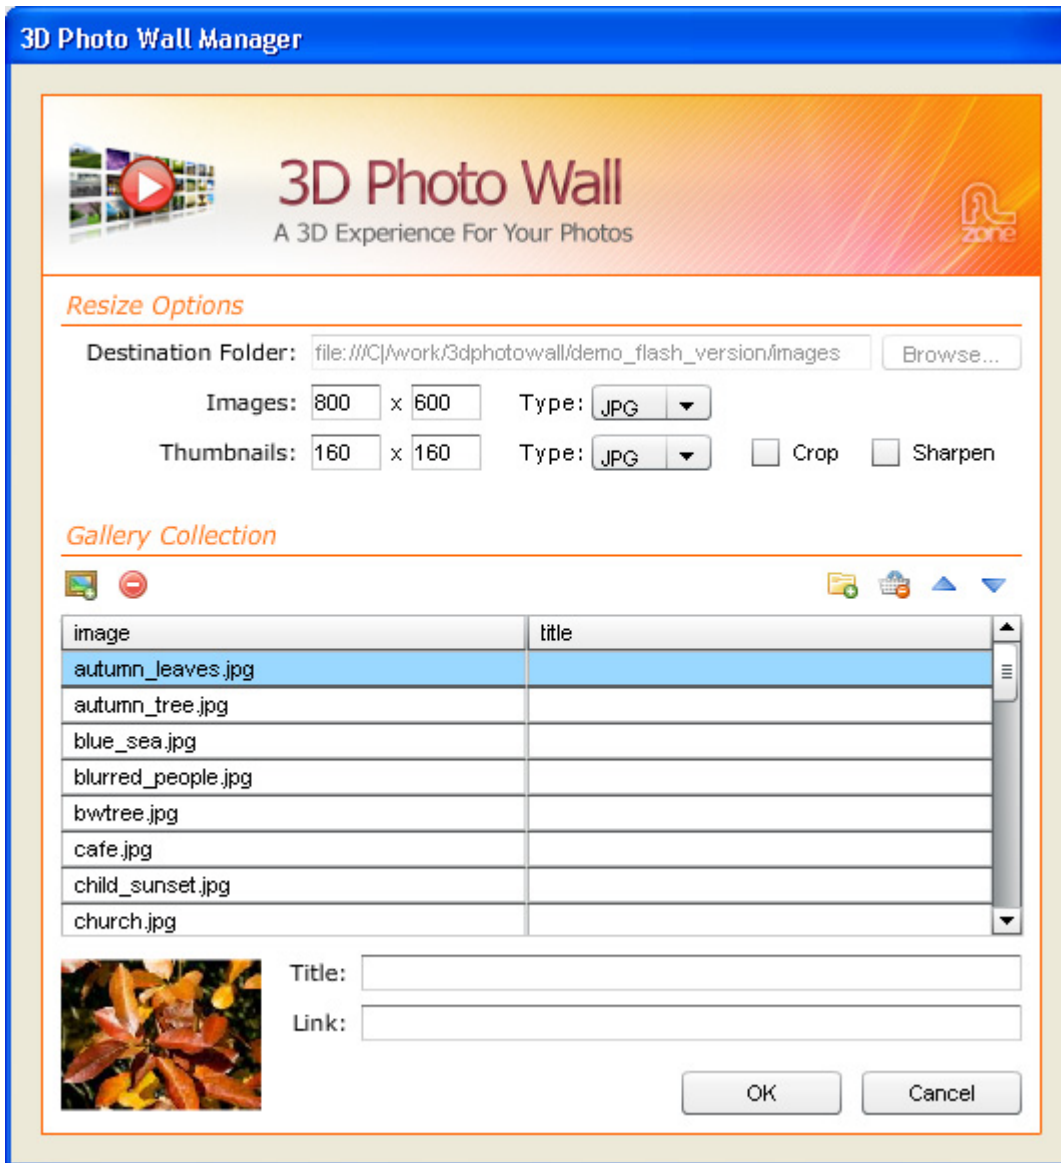 3D Photo Wall Manager
3D Photo Wall
A 3D Experience For Your Photos
zone
Resize Options
Destination Folder: file:///C|/work/3dphotowall/demo_flash_version/images Browse...
Images: 800 x 600 Type: JPG
Thumbnails: 160 x 160 Type: JPG Crop Sharpen
Gallery Collection
image title
autumn_leaves.jpg
autumn_tree.jpg
blue_sea.jpg
blurred_people.jpg
bwtree.jpg
cafe.jpg
child_sunset.jpg
church.jpg
Title:
Link:
OK Cancel